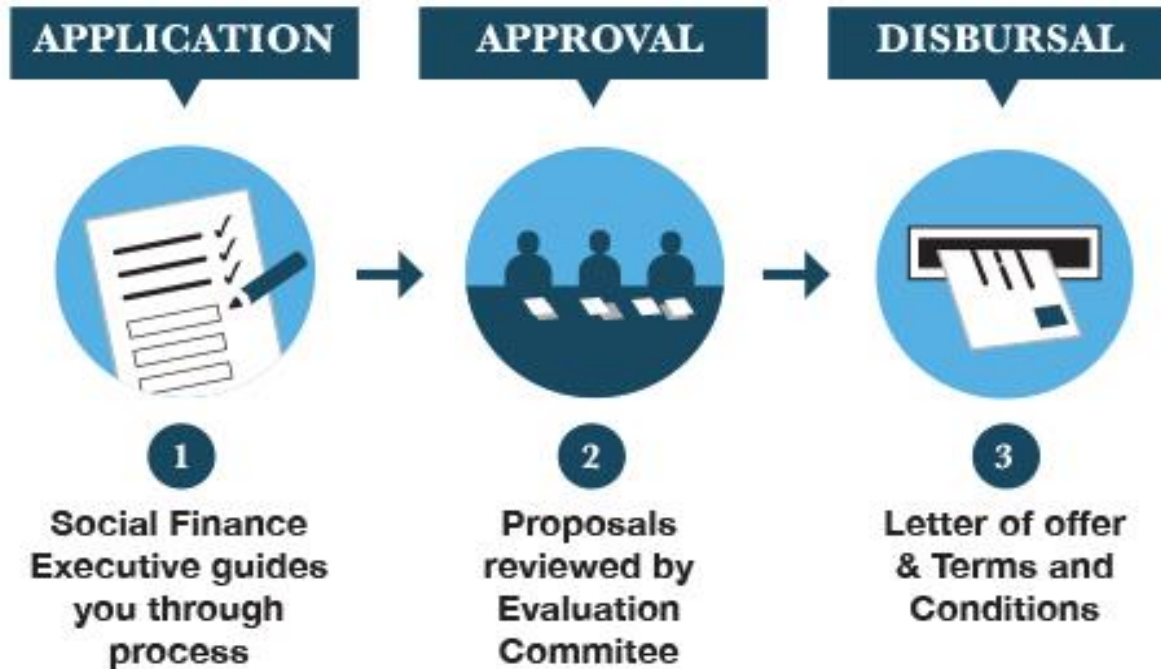 APPLICATION
APPROVAL
DISBURSAL
1
Social Finance
Executive guides
you through
process
2
Proposals
reviewed by
Evaluation
Commitee
3
Letter of offer
& Terms and
Conditions